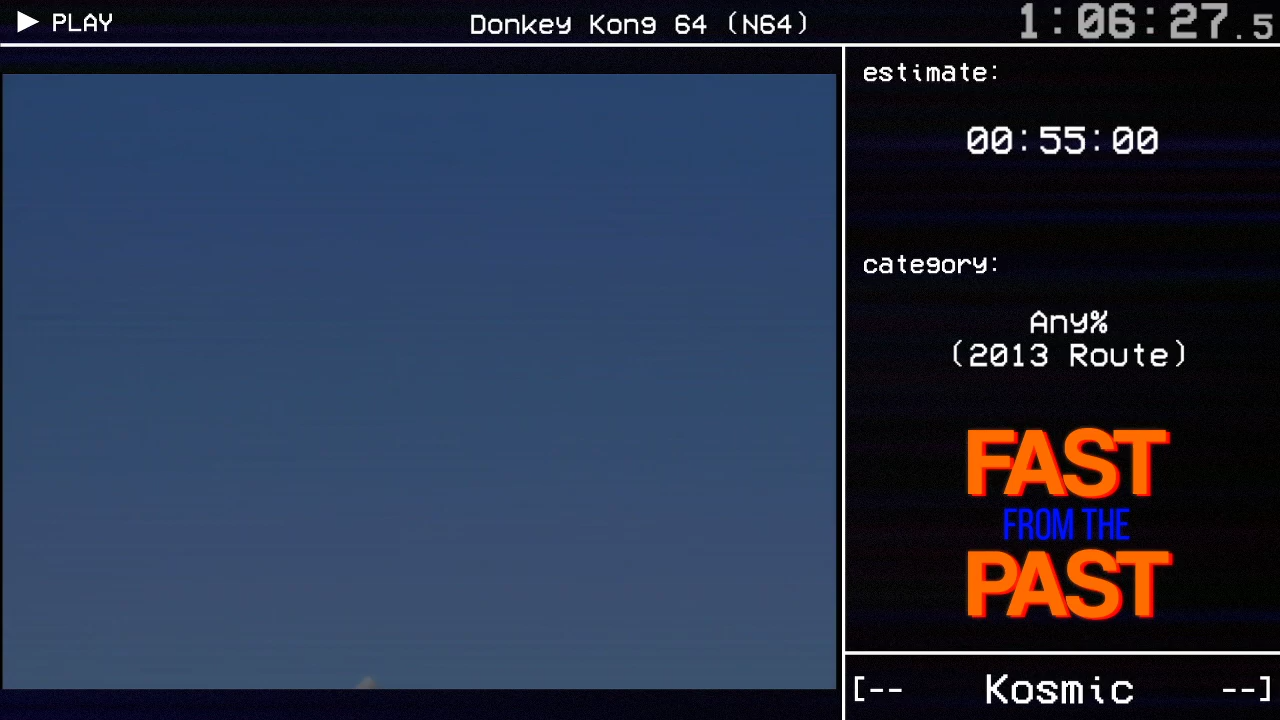 ▶ PLAY
Donkey Kong 64 (N64)
1:06:27.5
estimate:
00:55:00
category:
Any%
(2013 Route)
FAST
FROM THE
PAST
[-- Kosmic --]